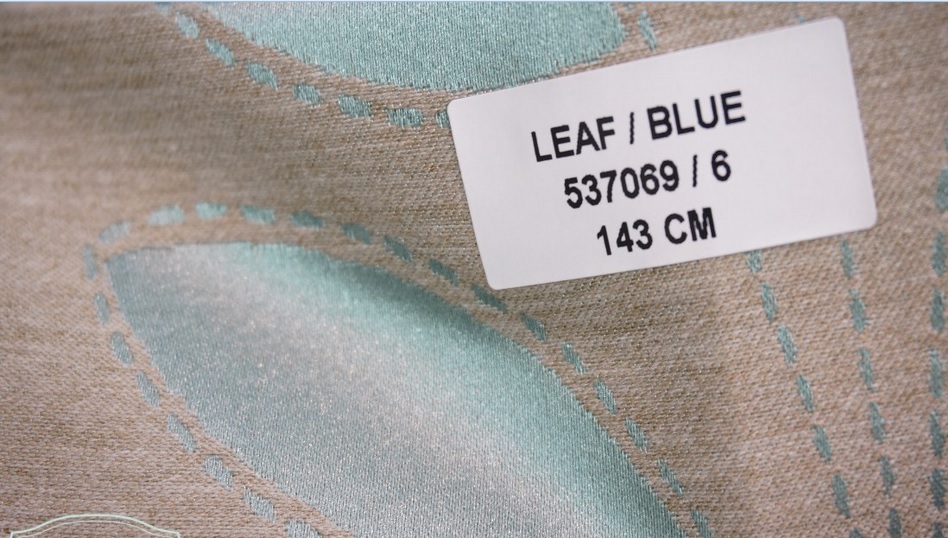 LEAF / BLUE
537069 / 6
143 CM